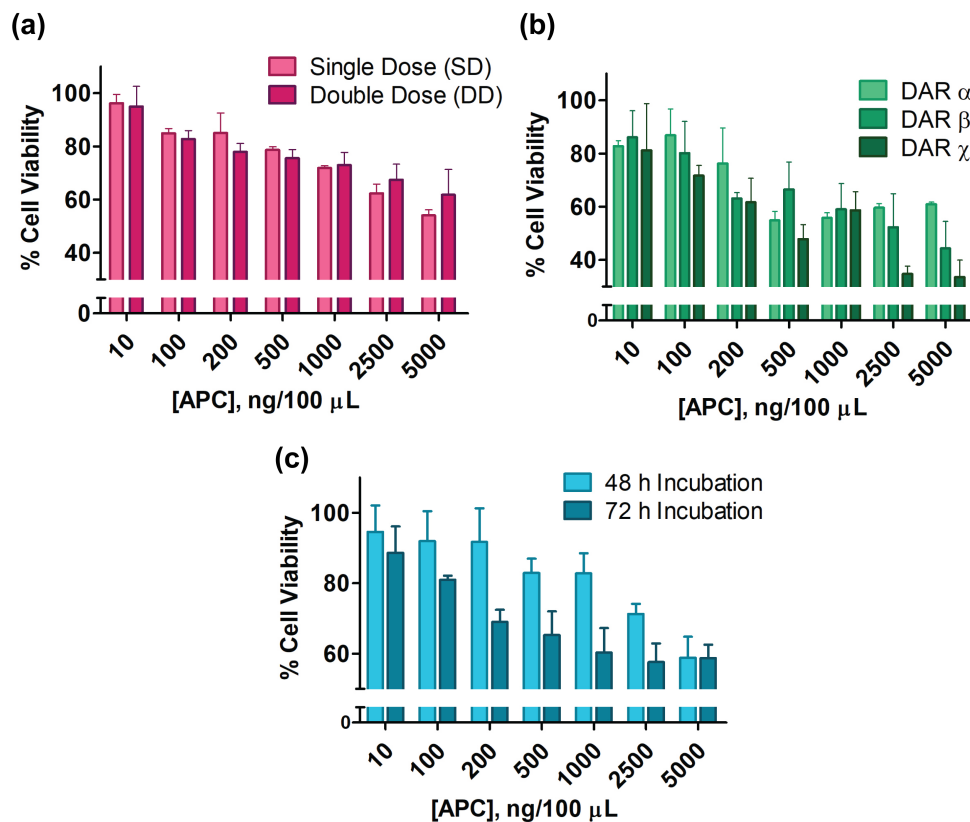 (a)
Single Dose (SD)
Double Dose (DD)
100
80
60
40
0
% Cell Viability
10
100
200
500
1000
2500
5000
[APC], ng/100 μL
(b)
DAR α
DAR β
DAR χ
100
80
60
40
0
% Cell Viability
10
100
200
500
1000
2500
5000
[APC], ng/100 μL
(c)
48 h Incubation
72 h Incubation
100
80
60
0
% Cell Viability
10
100
200
500
1000
2500
5000
[APC], ng/100 μL